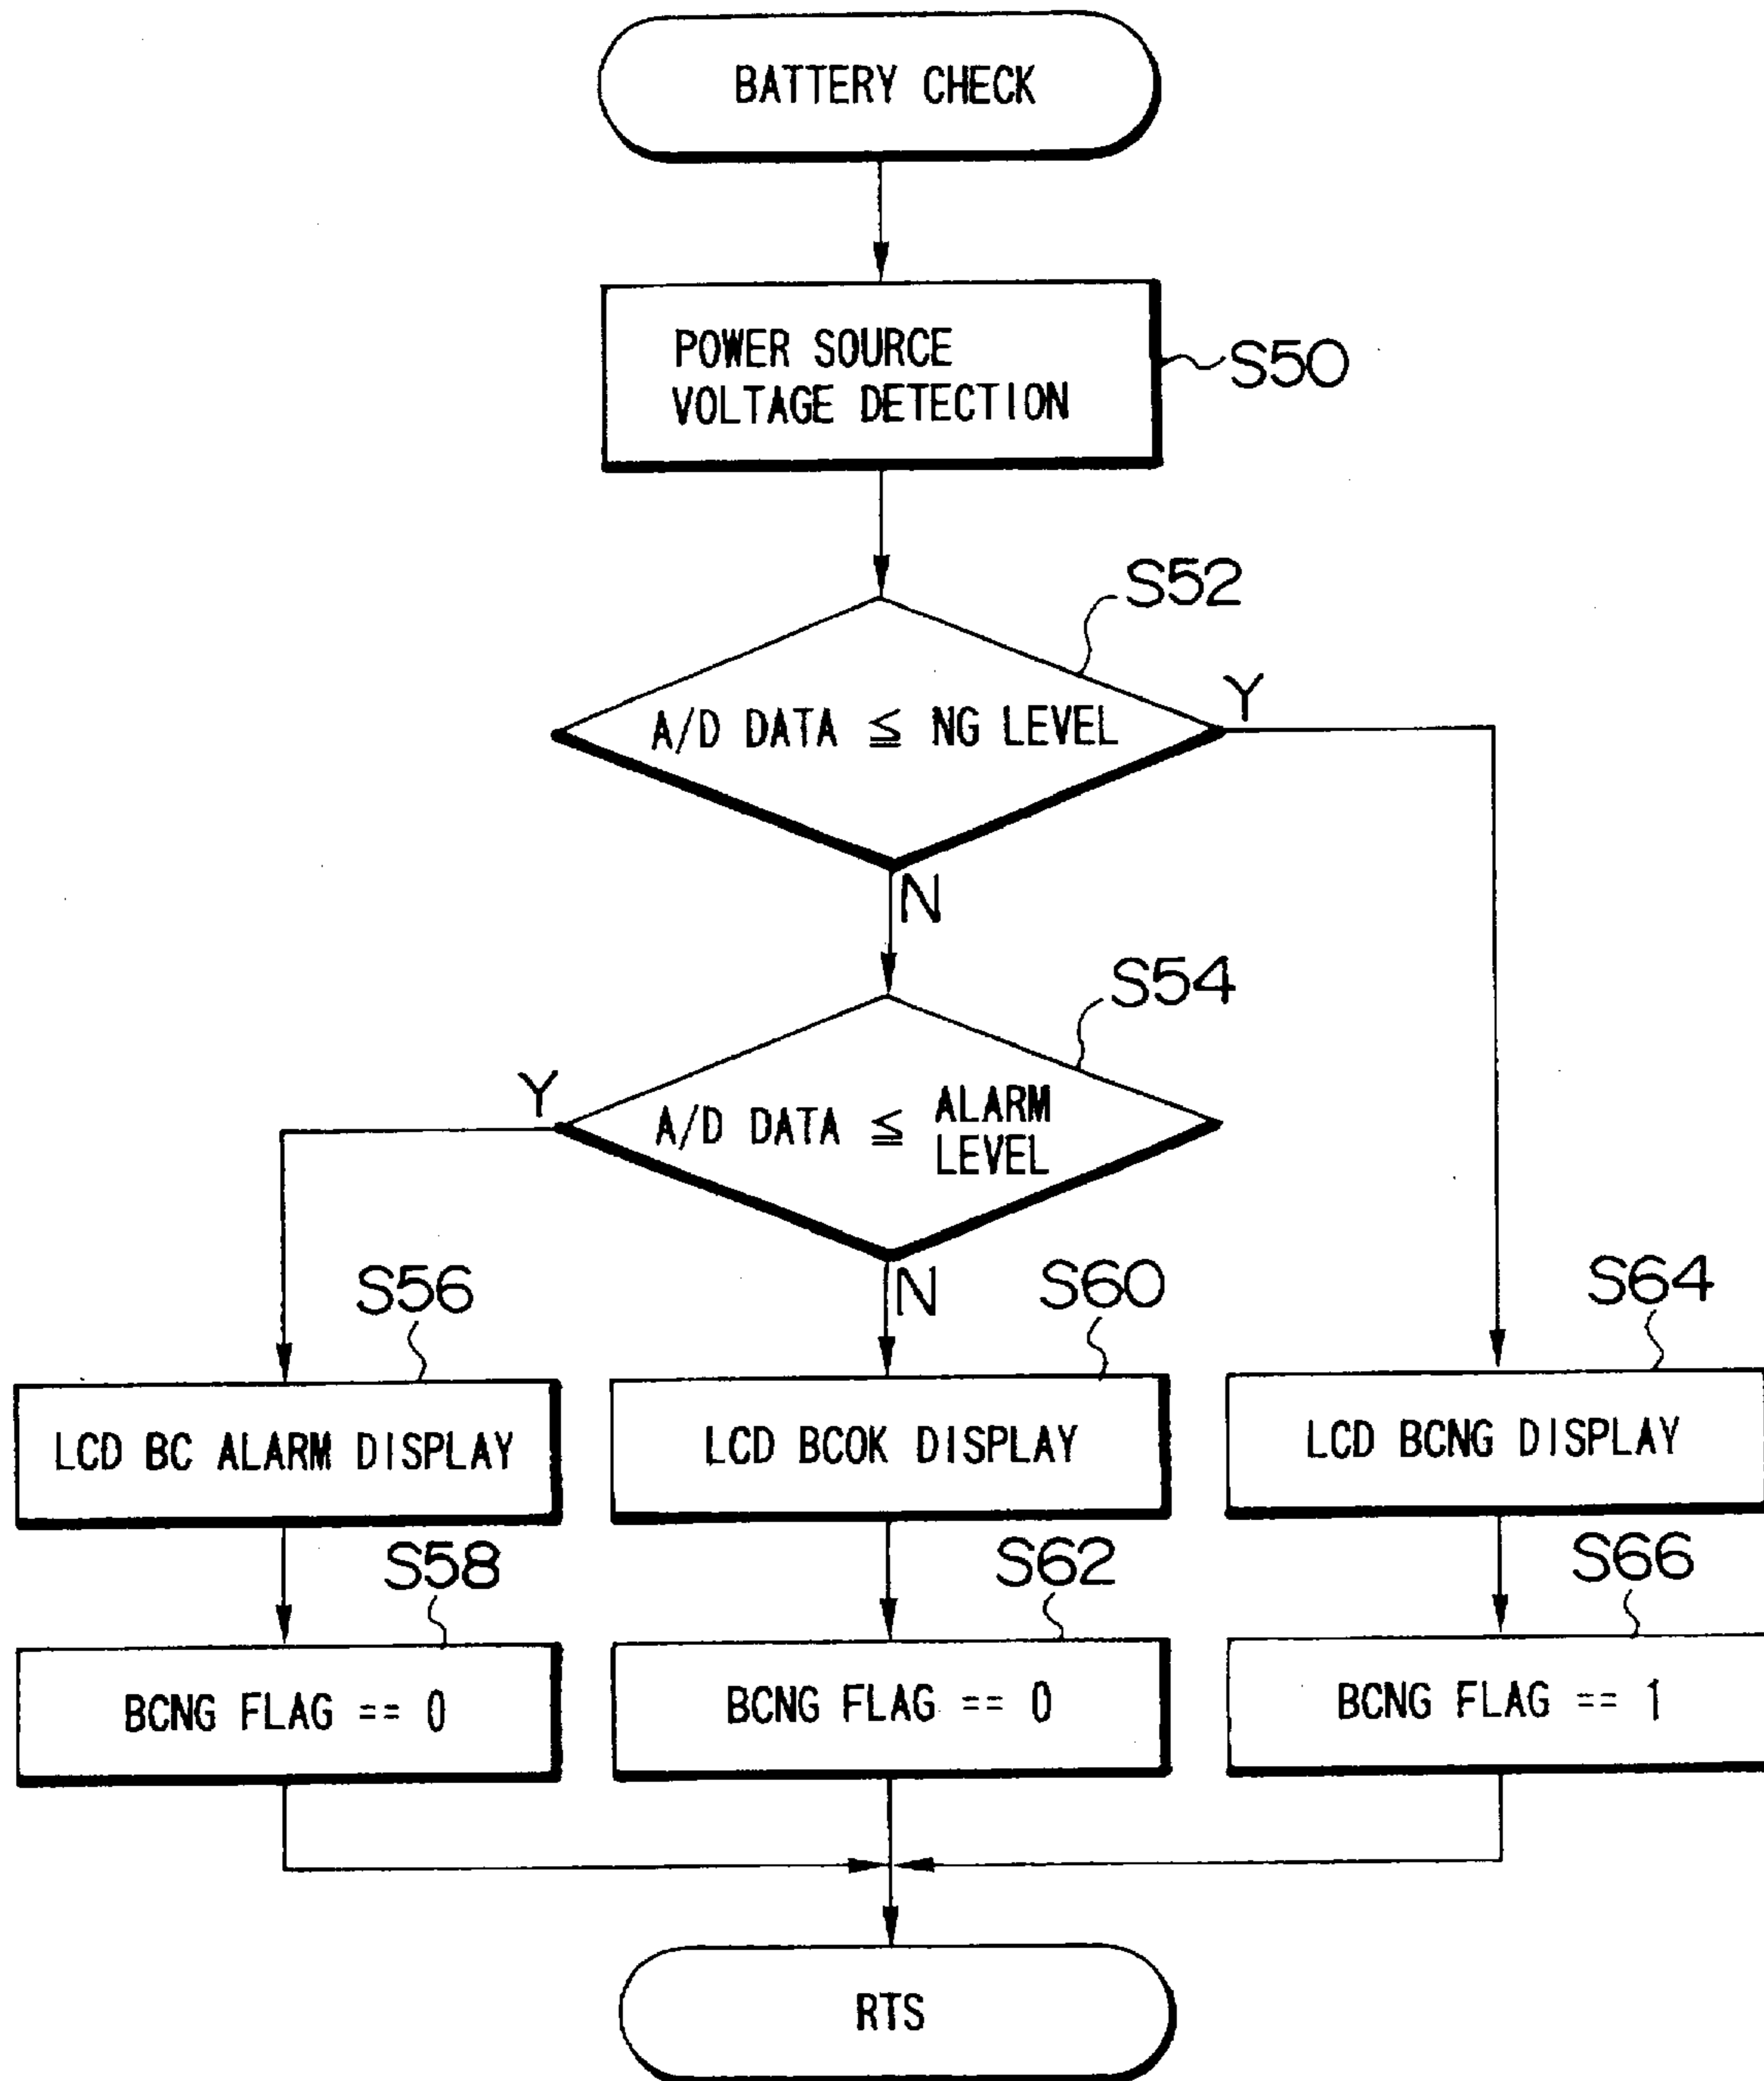 BATTERY CHECK
POWER SOURCE
VOLTAGE DETECTION
S50
S52
A/D DATA ≦ NG LEVEL
Y
N
S54
Y
A/D DATA ≦ ALARM
LEVEL
N
S56
S60
S64
LCD BC ALARM DISPLAY
LCD BCOK DISPLAY
LCD BCNG DISPLAY
S58
S62
S66
BCNG FLAG == 0
BCNG FLAG == 0
BCNG FLAG == 1
RTS